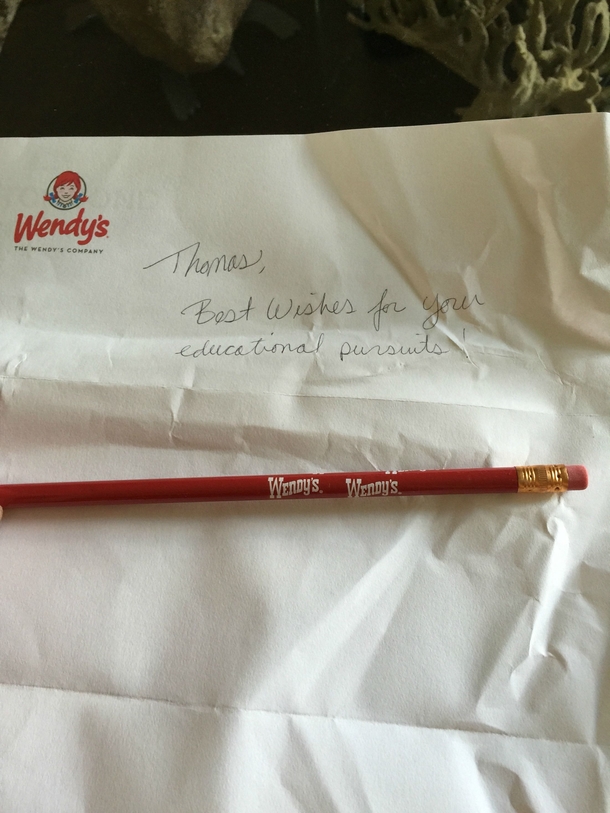 Wendy's
THE WENDY'S COMPANY
Thomas,
Best Wishes for your
educational pursuits!
WENDY'S WENDY'S